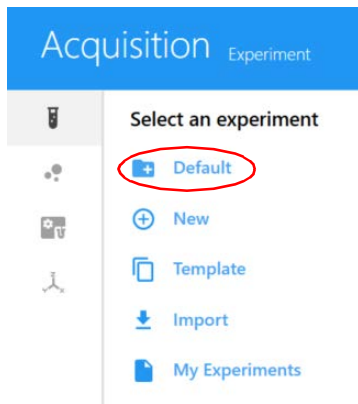 Acquisition Experiment
Select an experiment
Default
New
Template
Import
My Experiments